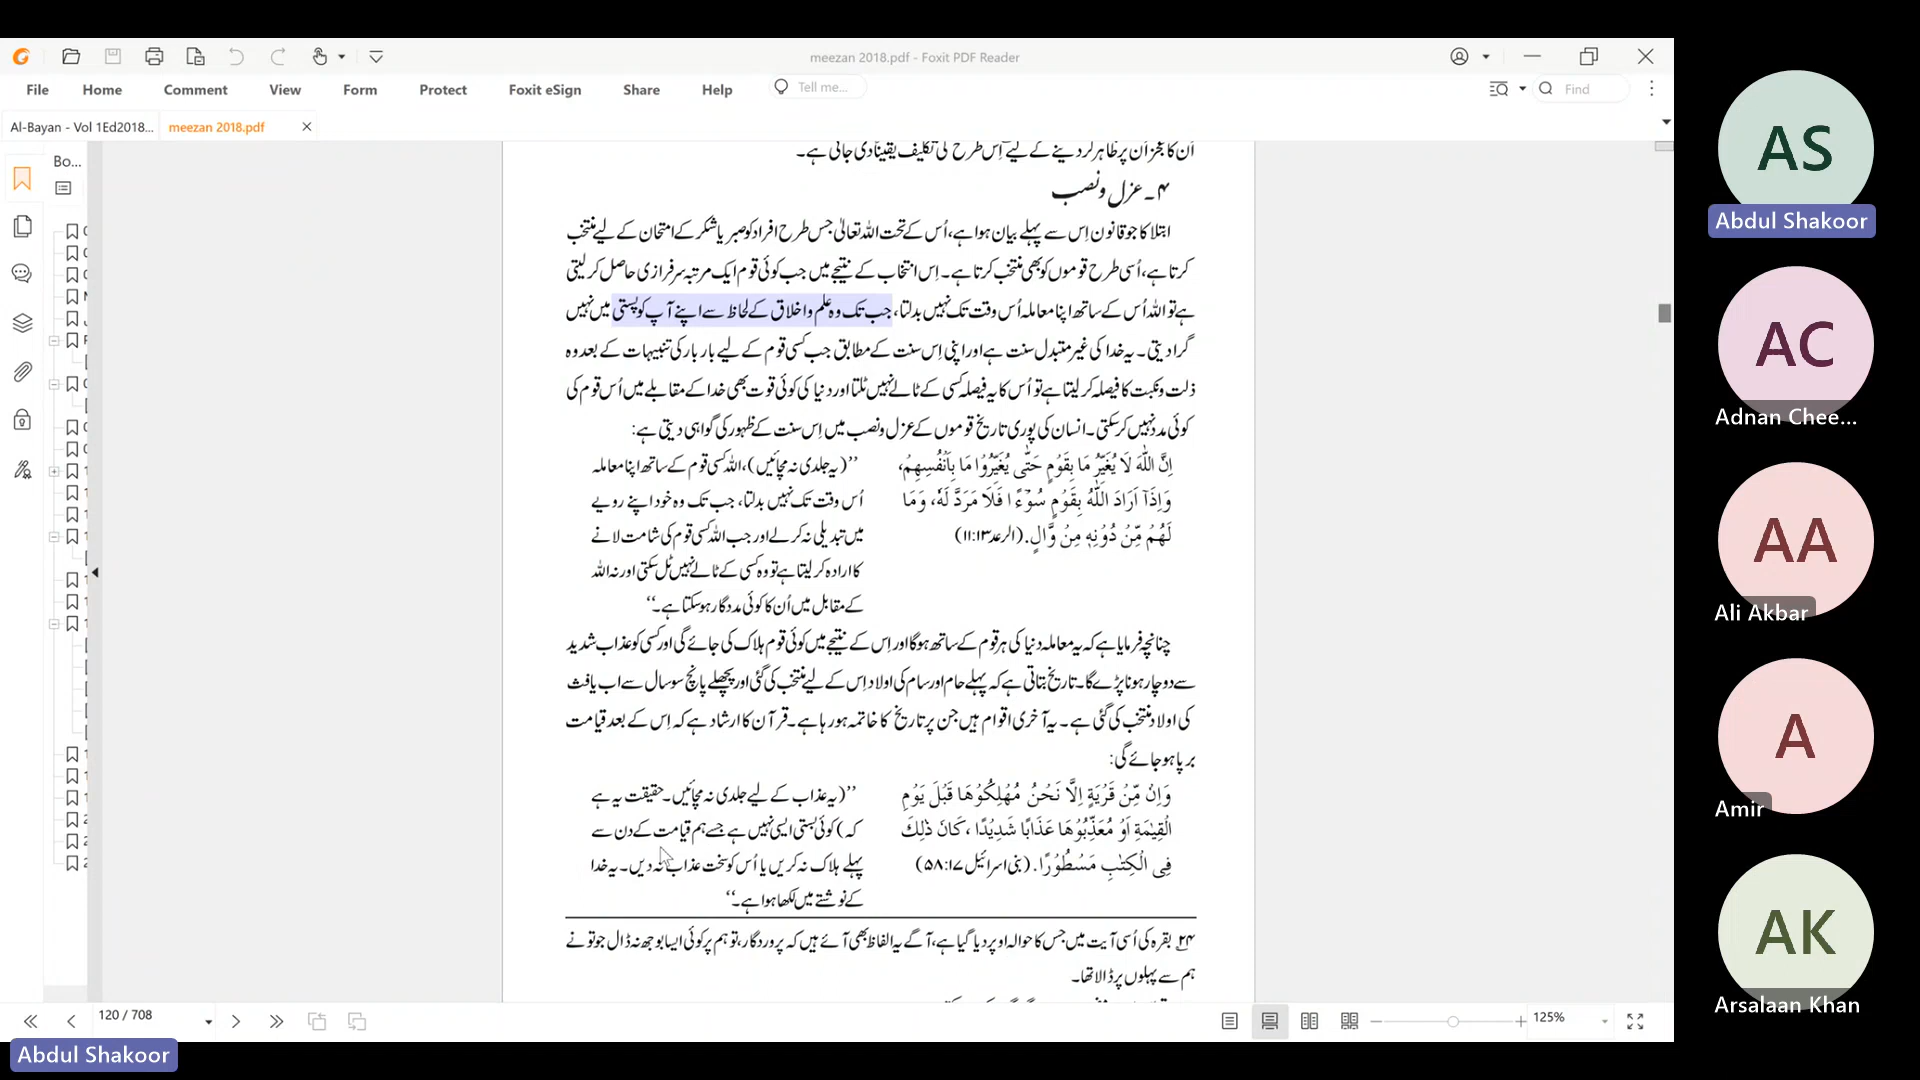 meezan 2018.pdf - Foxit PDF Reader
File Home Comment View Form Protect Foxit eSign Share Help Tell me... Find
Al-Bayan - Vol 1Ed2018... meezan 2018.pdf
Bo...
اُن کا عجز اُن پر ظاہر کر دینے کے لیے اِس طرح کی تکلیف یقیناً دی جاتی ہے۔
۴۔ عزل و نصب
ابتلا کا جو قانون اِس سے پہلے بیان ہوا ہے، اُس کے تحت اللہ تعالیٰ جس طرح افراد کو صبر یا شکر کے امتحان کے لیے منتخب
کرتا ہے، اُسی طرح قوموں کو بھی منتخب کرتا ہے۔ اِس انتخاب کے نتیجے میں جب کوئی قوم ایک مرتبہ سرفرازی حاصل کر لیتی
ہے تو اللہ اُس کے ساتھ اپنا معاملہ اُس وقت تک نہیں بدلتا، جب تک وہ علم و اخلاق کے لحاظ سے اپنے آپ کو پستی میں نہیں
گرا دیتی۔ یہ خدا کی غیر متبدل سنت ہے اور اپنی اِس سنت کے مطابق جب کسی قوم کے لیے بار بار کی تنبیہات کے بعد وہ
ذلت و نکبت کا فیصلہ کر لیتا ہے تو اُس کا یہ فیصلہ کسی کے ٹالے نہیں ٹلتا اور دنیا کی کوئی قوت بھی خدا کے مقابلے میں اُس قوم کی
کوئی مدد نہیں کر سکتی۔ انسان کی پوری تاریخ قوموں کے عزل و نصب میں اِس سنت کے ظہور کی گواہی دیتی ہے:
اِنَّ اللّٰهَ لَا يُغَيِّرُ مَا بِقَوْمٍ حَتّٰى يُغَيِّرُوْا مَا بِاَنْفُسِهِمْ،
وَاِذَآ اَرَادَ اللّٰهُ بِقَوْمٍ سُوْٓءًا فَلَا مَرَدَّ لَهٗ، وَمَا
لَهُمْ مِّنْ دُوْنِهٖ مِنْ وَّالٍ. (الرعد ۱۳: ۱۱)
’’(یہ جلدی نہ مچائیں)، اللہ کسی قوم کے ساتھ اپنا معاملہ
اُس وقت تک نہیں بدلتا، جب تک وہ خود اپنے رویے
میں تبدیلی نہ کر لے اور جب اللہ کسی قوم کی شامت لانے
کا ارادہ کر لیتا ہے تو وہ کسی کے ٹالے نہیں ٹل سکتی اور نہ اللہ
کے مقابل میں اُن کا کوئی مددگار ہو سکتا ہے۔‘‘
چنانچہ فرمایا ہے کہ یہ معاملہ دنیا کی ہر قوم کے ساتھ ہوگا اور اِس کے نتیجے میں کوئی قوم ہلاک کی جائے گی اور کسی کو عذاب شدید
سے دوچار ہونا پڑے گا۔ تاریخ بتاتی ہے کہ پہلے حام اور سام کی اولاد اِس کے لیے منتخب کی گئی اور پچھلے پانچ سو سال سے اب یافث
کی اولاد منتخب کی گئی ہے۔ یہ آخری اقوام ہیں جن پر تاریخ کا خاتمہ ہو رہا ہے۔ قرآن کا ارشاد ہے کہ اِس کے بعد قیامت
برپا ہو جائے گی:
وَاِنْ مِّنْ قَرْيَةٍ اِلَّا نَحْنُ مُهْلِكُوْهَا قَبْلَ يَوْمِ
الْقِيٰمَةِ اَوْ مُعَذِّبُوْهَا عَذَابًا شَدِيْدًا، كَانَ ذٰلِكَ
فِى الْكِتٰبِ مَسْطُوْرًا. (بنی اسرائیل ۱۷: ۵۸)
’’(یہ عذاب کے لیے جلدی نہ مچائیں۔ حقیقت یہ ہے
کہ) کوئی بستی ایسی نہیں ہے جسے ہم قیامت کے دن سے
پہلے ہلاک نہ کریں یا اُس کو سخت عذاب نہ دیں۔ یہ خدا
کے نوشتے میں لکھا ہوا ہے۔‘‘
۲۴ بقرہ کی اُسی آیت میں جس کا حوالہ اوپر دیا گیا ہے، آگے یہ الفاظ بھی آئے ہیں کہ پروردگار، تو ہم پر کوئی ایسا بوجھ نہ ڈال جو تو نے
ہم سے پہلوں پر ڈالا تھا۔
120 / 708
125%
Abdul Shakoor
AS
Abdul Shakoor
AC
Adnan Chee...
AA
Ali Akbar
A
Amir
AK
Arsalaan Khan